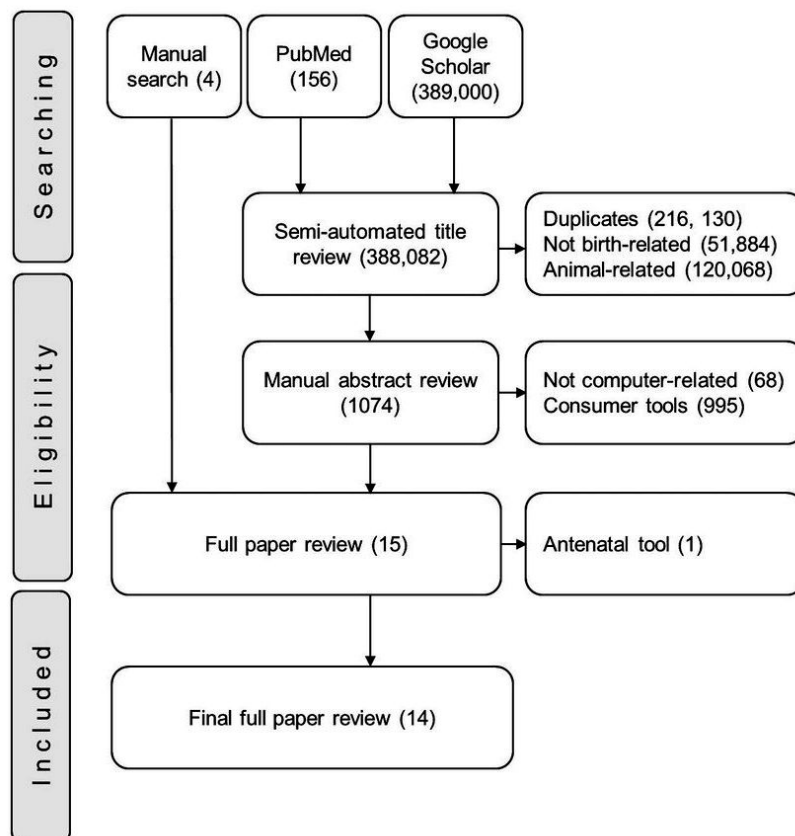 Searching
Manual
search (4)
PubMed
(156)
Google
Scholar
(389,000)
Semi-automated title
review (388,082)
Duplicates (216, 130)
Not birth-related (51,884)
Animal-related (120,068)
Eligibility
Manual abstract review
(1074)
Not computer-related (68)
Consumer tools (995)
Full paper review (15)
Antenatal tool (1)
Included
Final full paper review (14)